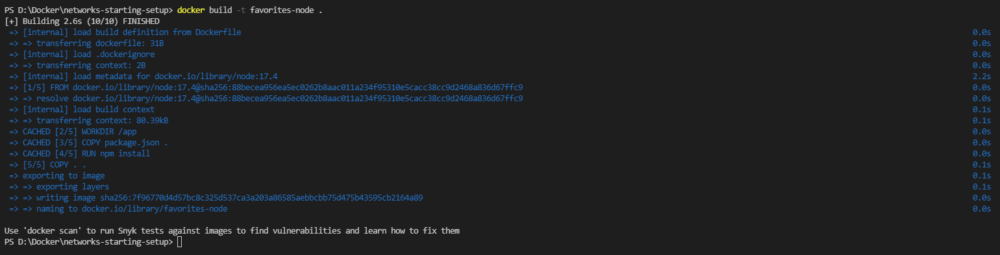 PS D:\Docker\networks-starting-setup> docker build -t favorites-node .
[+] Building 2.6s (10/10) FINISHED
=> [internal] load build definition from Dockerfile 0.0s
=> => transferring dockerfile: 31B 0.0s
=> [internal] load .dockerignore 0.0s
=> => transferring context: 2B 0.0s
=> [internal] load metadata for docker.io/library/node:17.4 2.2s
=> [1/5] FROM docker.io/library/node:17.4@sha256:88becea956ea5ec0262b8aac011a234f95310e5cacc38cc9d2468a836d67ffc9 0.0s
=> => resolve docker.io/library/node:17.4@sha256:88becea956ea5ec0262b8aac011a234f95310e5cacc38cc9d2468a836d67ffc9 0.0s
=> [internal] load build context 0.1s
=> => transferring context: 80.39kB 0.1s
=> CACHED [2/5] WORKDIR /app 0.0s
=> CACHED [3/5] COPY package.json . 0.0s
=> CACHED [4/5] RUN npm install 0.0s
=> [5/5] COPY . . 0.1s
=> exporting to image 0.1s
=> => exporting layers 0.1s
=> => writing image sha256:7f96770d4d57bc8c325d537ca3a203a86585aebbcbb75d475b43595cb2164a89 0.0s
=> => naming to docker.io/library/favorites-node 0.0s
Use 'docker scan' to run Snyk tests against images to find vulnerabilities and learn how to fix them
PS D:\Docker\networks-starting-setup>